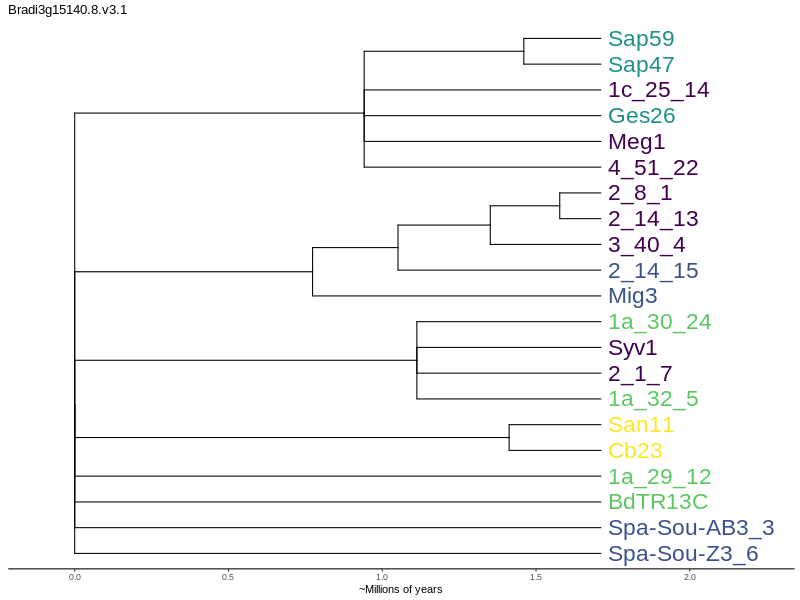 Bradi3g15140.8.v3.1
Sap59
Sap47
1c_25_14
Ges26
Meg1
4_51_22
2_8_1
2_14_13
3_40_4
2_14_15
Mig3
1a_30_24
Syv1
2_1_7
1a_32_5
San11
Cb23
1a_29_12
BdTR13C
Spa-Sou-AB3_3
Spa-Sou-Z3_6
0.0 0.5 1.0 1.5 2.0
~Millions of years